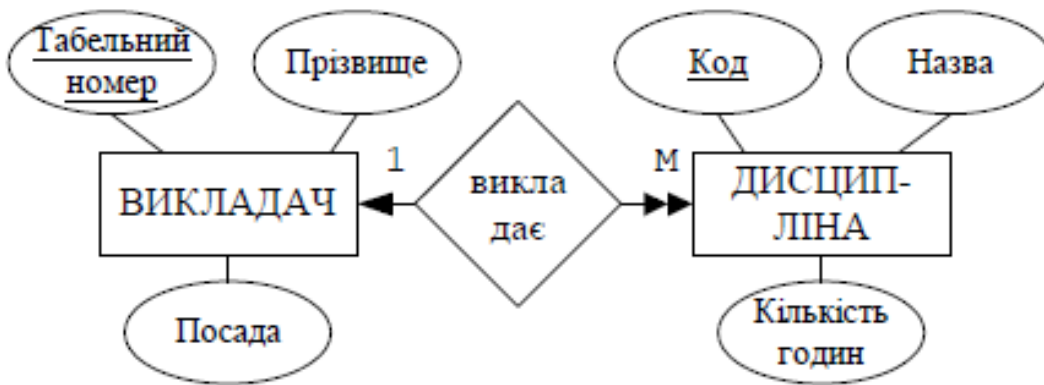 Табельний
номер
Прізвище
Код
Назва
1
М
ВИКЛАДАЧ
викла
дає
ДИСЦИП-
ЛІНА
Посада
Кількість
годин